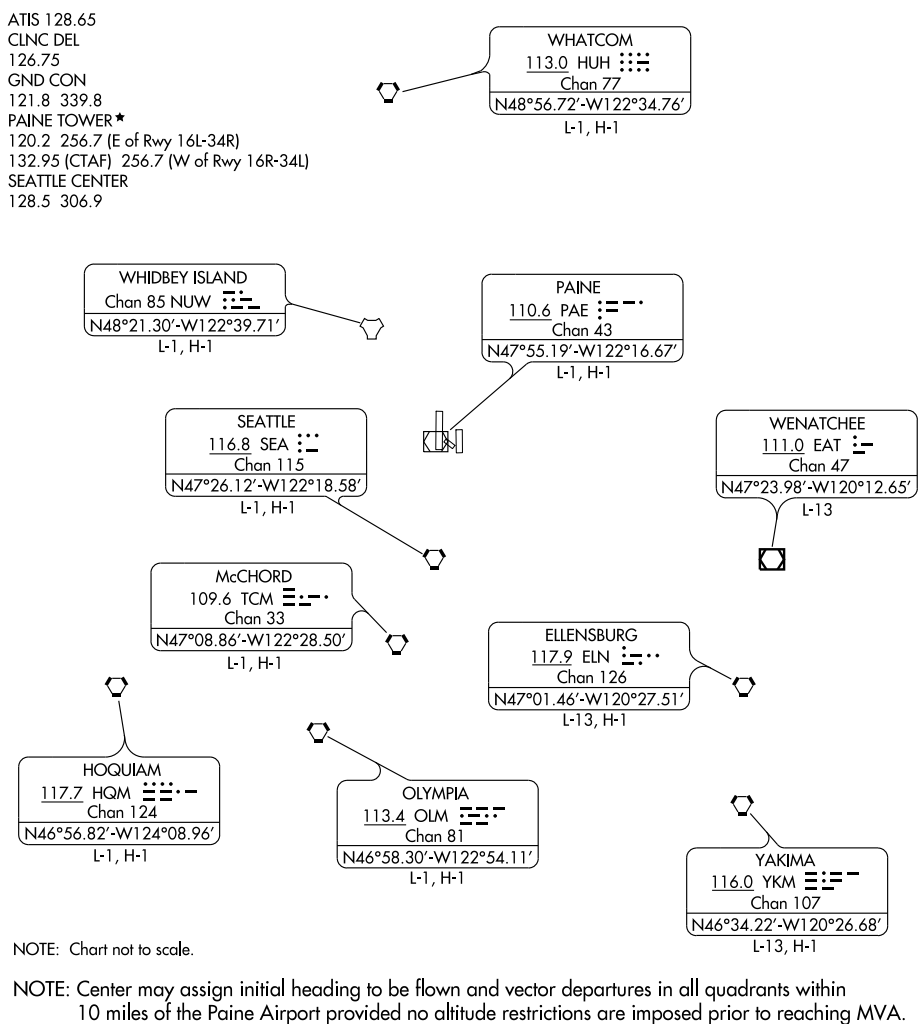 ATIS 128.65
CLNC DEL
126.75
GND CON
121.8 339.8
PAINE TOWER★
120.2 256.7 (E of Rwy 16L-34R)
132.95 (CTAF) 256.7 (W of Rwy 16R-34L)
SEATTLE CENTER
128.5 306.9
WHATCOM
113.0 HUH
Chan 77
N48°56.72′-W122°34.76′
L-1, H-1
WHIDBEY ISLAND
Chan 85 NUW
N48°21.30′-W122°39.71′
L-1, H-1
PAINE
110.6 PAE
Chan 43
N47°55.19′-W122°16.67′
L-1, H-1
SEATTLE
116.8 SEA
Chan 115
N47°26.12′-W122°18.58′
L-1, H-1
WENATCHEE
111.0 EAT
Chan 47
N47°23.98′-W120°12.65′
L-13
McCHORD
109.6 TCM
Chan 33
N47°08.86′-W122°28.50′
L-1, H-1
ELLENSBURG
117.9 ELN
Chan 126
N47°01.46′-W120°27.51′
L-13, H-1
HOQUIAM
117.7 HQM
Chan 124
N46°56.82′-W124°08.96′
L-1, H-1
OLYMPIA
113.4 OLM
Chan 81
N46°58.30′-W122°54.11′
L-1, H-1
YAKIMA
116.0 YKM
Chan 107
N46°34.22′-W120°26.68′
L-13, H-1
NOTE: Chart not to scale.
NOTE: Center may assign initial heading to be flown and vector departures in all quadrants within
10 miles of the Paine Airport provided no altitude restrictions are imposed prior to reaching MVA.